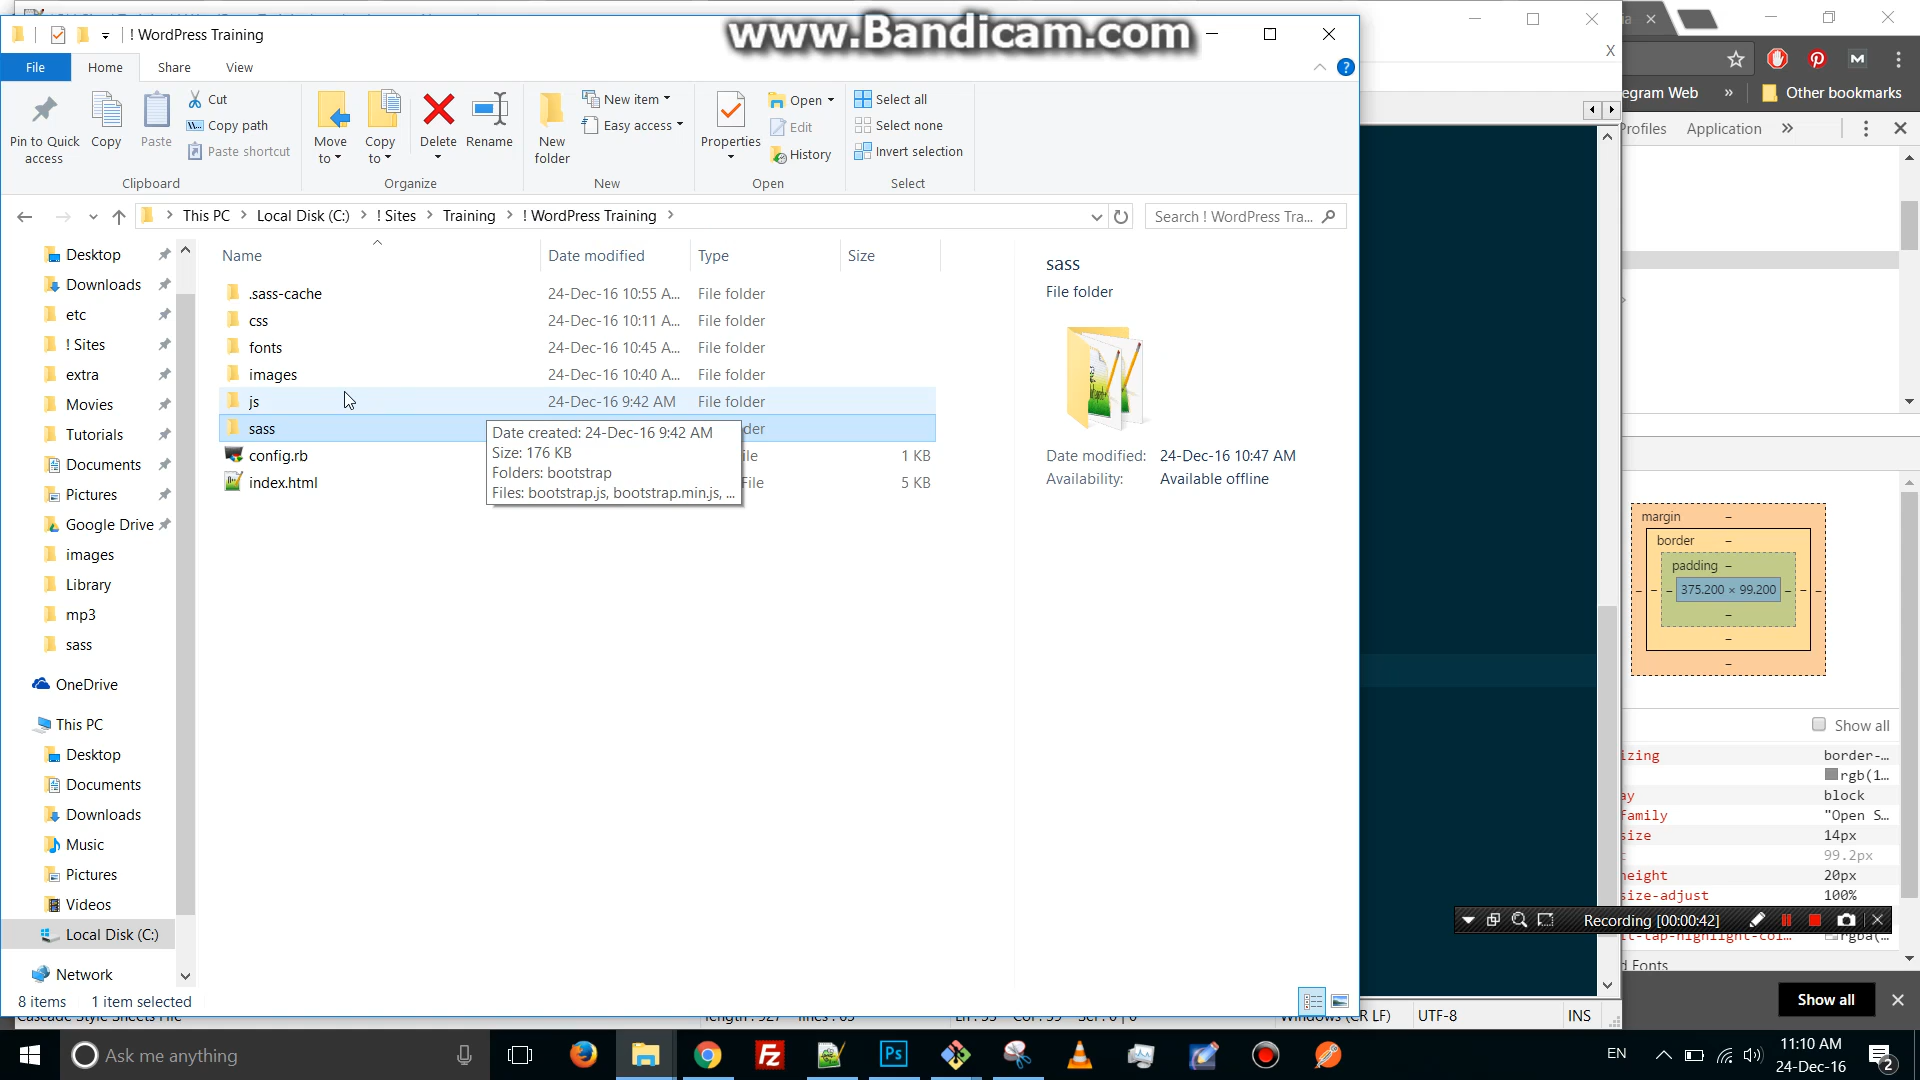 ! WordPress Training
www.Bandicam.com
File
Home
Share
View
Pin to Quick access
Copy
Paste
Cut
Copy path
Paste shortcut
Clipboard
Move to
Copy to
Delete
Rename
Organize
New folder
New item
Easy access
New
Properties
Open
Edit
History
Open
Select all
Select none
Invert selection
Select
This PC
Local Disk (C:)
! Sites
Training
! WordPress Training
Search ! WordPress Tra...
Name
Date modified
Type
Size
.sass-cache 24-Dec-16 10:55 A... File folder
css 24-Dec-16 10:11 A... File folder
fonts 24-Dec-16 10:45 A... File folder
images 24-Dec-16 10:40 A... File folder
js 24-Dec-16 9:42 AM File folder
sass
config.rb 1 KB
index.html 5 KB
Date created: 24-Dec-16 9:42 AM
Size: 176 KB
Folders: bootstrap
Files: bootstrap.js, bootstrap.min.js, ...
sass
File folder
Date modified: 24-Dec-16 10:47 AM
Availability: Available offline
Desktop
Downloads
etc
! Sites
extra
Movies
Tutorials
Documents
Pictures
Google Drive
images
Library
mp3
sass
OneDrive
This PC
Desktop
Documents
Downloads
Music
Pictures
Videos
Local Disk (C:)
Network
8 items
1 item selected
X
egram Web
»
Other bookmarks
Profiles
Application
»
margin –
border –
padding –
375.200 × 99.200
Show all
izing border-...
rgb(1...
ay block
family "Open S...
size 14px
99.2px
height 20px
size-adjust 100%
Recording [00:00:42]
d Fonts
Show all
UTF-8
INS
Ask me anything
EN
11:10 AM
24-Dec-16
2